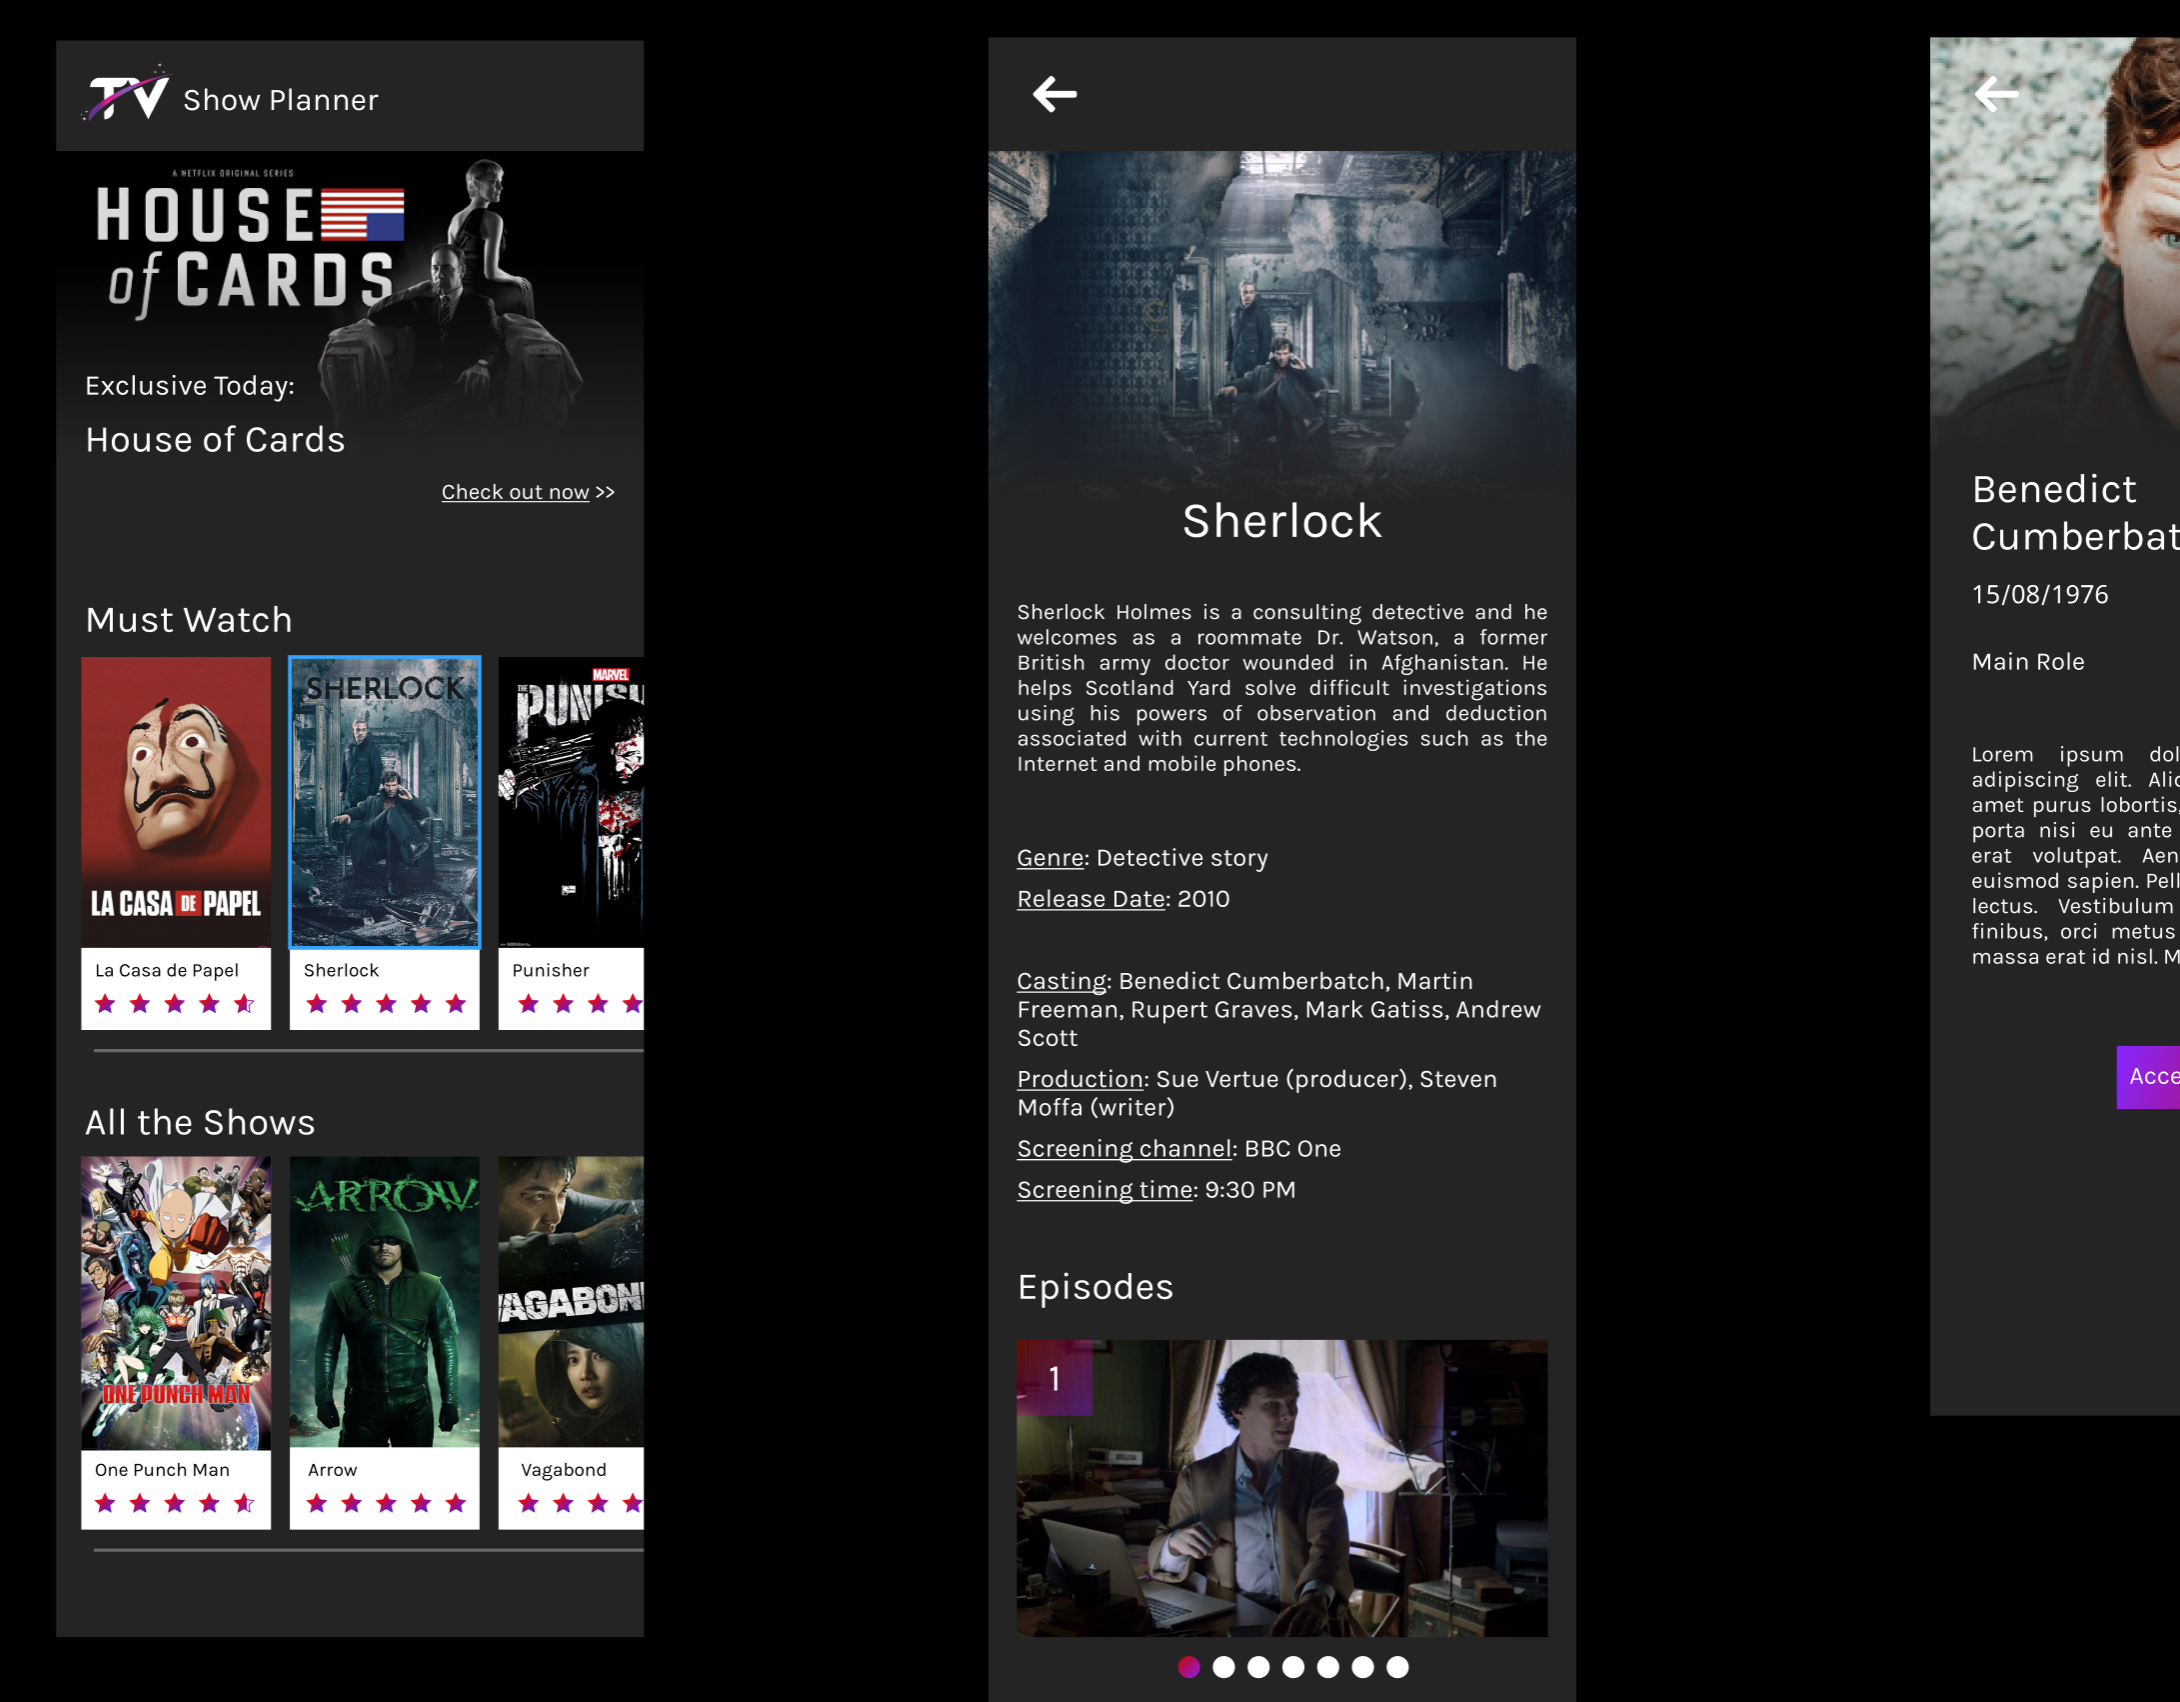 TV Show Planner
A NETFLIX ORIGINAL SERIES
HOUSE
of CARDS
Exclusive Today:
House of Cards
Check out now >>
Must Watch
LA CASA DE PAPEL
La Casa de Papel
SHERLOCK
Sherlock
MARVEL
THE
PUNISH
Punisher
All the Shows
ONE PUNCH MAN
One Punch Man
ARROW
Arrow
VAGABON
Vagabond
Sherlock
Sherlock Holmes is a consulting detective and he
welcomes as a roommate Dr. Watson, a former
British army doctor wounded in Afghanistan. He
helps Scotland Yard solve difficult investigations
using his powers of observation and deduction
associated with current technologies such as the
Internet and mobile phones.
Genre: Detective story
Release Date: 2010
Casting: Benedict Cumberbatch, Martin
Freeman, Rupert Graves, Mark Gatiss, Andrew
Scott
Production: Sue Vertue (producer), Steven
Moffa (writer)
Screening channel: BBC One
Screening time: 9:30 PM
Episodes
1
Benedict
Cumberbat
15/08/1976
Main Role
Lorem ipsum dol
adipiscing elit. Alic
amet purus lobortis,
porta nisi eu ante
erat volutpat. Aen
euismod sapien. Pell
lectus. Vestibulum
finibus, orci metus
massa erat id nisl. M
Acce